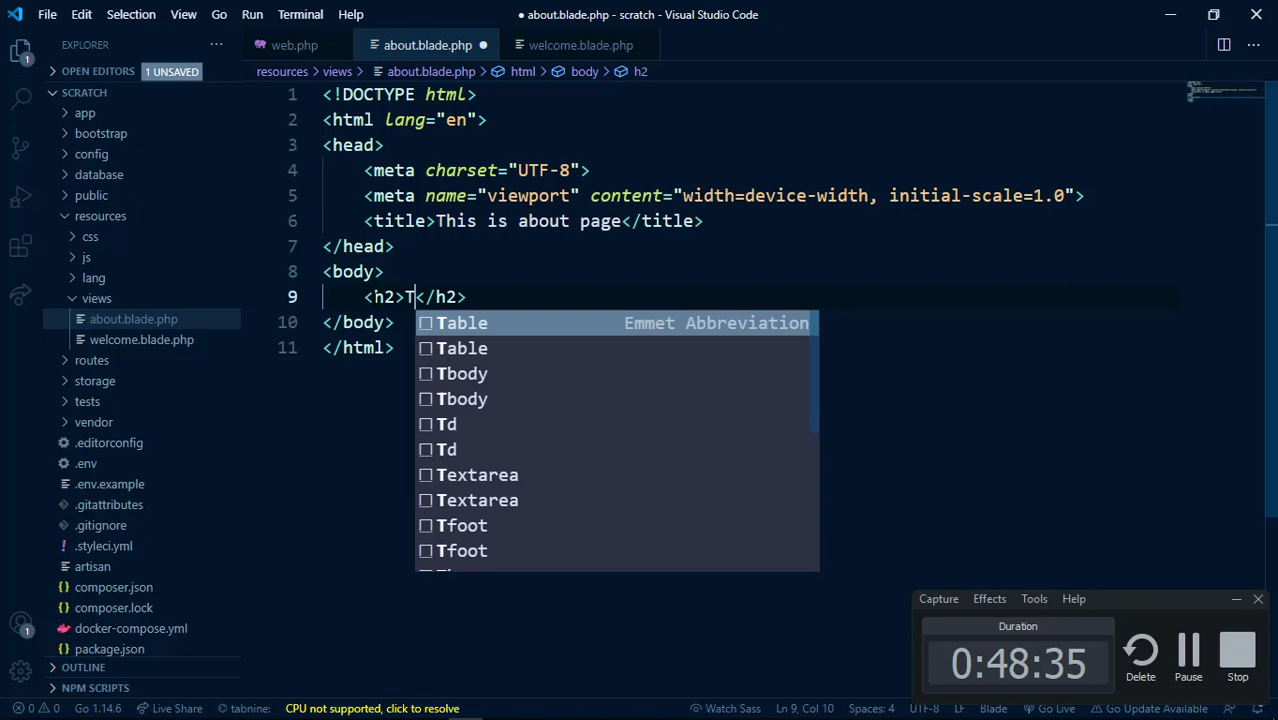 File Edit Selection View Go Run Terminal Help
● about.blade.php - scratch - Visual Studio Code
EXPLORER ···
web.php about.blade.php welcome.blade.php
OPEN EDITORS 1 UNSAVED
resources > views > about.blade.php > html > body > h2
SCRATCH
app
bootstrap
config
database
public
resources
css
js
lang
views
about.blade.php
welcome.blade.php
routes
storage
tests
vendor
.editorconfig
.env
.env.example
.gitattributes
.gitignore
.styleci.yml
artisan
composer.json
composer.lock
docker-compose.yml
package.json
OUTLINE
NPM SCRIPTS
1
1
1 <!DOCTYPE html>
2 <html lang="en">
3 <head>
4 <meta charset="UTF-8">
5 <meta name="viewport" content="width=device-width, initial-scale=1.0">
6 <title>This is about page</title>
7 </head>
8 <body>
9 <h2>T</h2>
10 </body>
11 </html>
Table Emmet Abbreviation
Table
Tbody
Tbody
Td
Td
Textarea
Textarea
Tfoot
Tfoot
Capture Effects Tools Help
Duration
0:48:35
Delete Pause Stop
0 0 Go 1.14.6 Live Share tabnine: CPU not supported, click to resolve Watch Sass Ln 9, Col 10 Spaces: 4 UTF-8 LF Blade Go Live Go Update Available